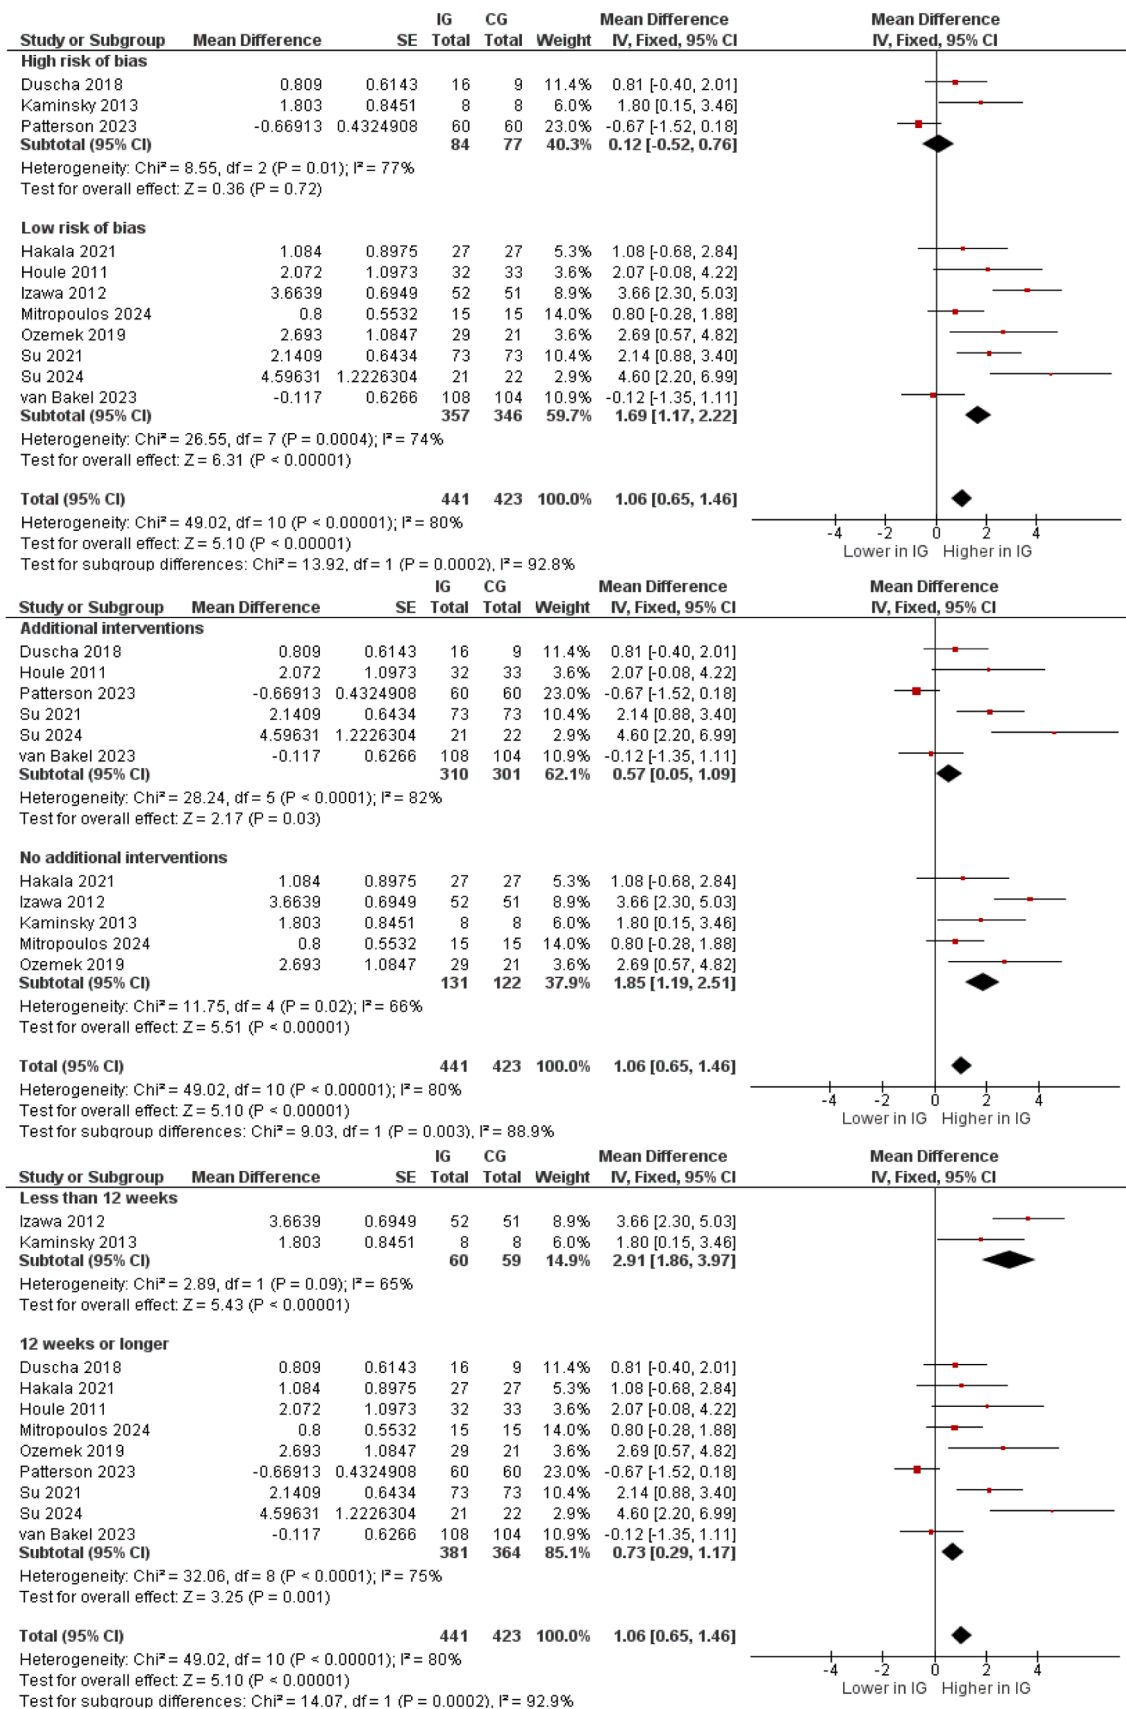 IG CG Mean Difference Mean Difference
Study or Subgroup Mean Difference SE Total Total Weight IV, Fixed, 95% CI IV, Fixed, 95% CI
High risk of bias
Duscha 2018 0.809 0.6143 16 9 11.4% 0.81 [-0.40, 2.01]
Kaminsky 2013 1.803 0.8451 8 8 6.0% 1.80 [0.15, 3.46]
Patterson 2023 -0.66913 0.4324908 60 60 23.0% -0.67 [-1.52, 0.18]
Subtotal (95% CI) 84 77 40.3% 0.12 [-0.52, 0.76]
Heterogeneity: Chi² = 8.55, df = 2 (P = 0.01); I² = 77%
Test for overall effect: Z = 0.36 (P = 0.72)
Low risk of bias
Hakala 2021 1.084 0.8975 27 27 5.3% 1.08 [-0.68, 2.84]
Houle 2011 2.072 1.0973 32 33 3.6% 2.07 [-0.08, 4.22]
Izawa 2012 3.6639 0.6949 52 51 8.9% 3.66 [2.30, 5.03]
Mitropoulos 2024 0.8 0.5532 15 15 14.0% 0.80 [-0.28, 1.88]
Ozemek 2019 2.693 1.0847 29 21 3.6% 2.69 [0.57, 4.82]
Su 2021 2.1409 0.6434 73 73 10.4% 2.14 [0.88, 3.40]
Su 2024 4.59631 1.2226304 21 22 2.9% 4.60 [2.20, 6.99]
van Bakel 2023 -0.117 0.6266 108 104 10.9% -0.12 [-1.35, 1.11]
Subtotal (95% CI) 357 346 59.7% 1.69 [1.17, 2.22]
Heterogeneity: Chi² = 26.55, df = 7 (P = 0.0004); I² = 74%
Test for overall effect: Z = 6.31 (P < 0.00001)
Total (95% CI) 441 423 100.0% 1.06 [0.65, 1.46]
Heterogeneity: Chi² = 49.02, df = 10 (P < 0.00001); I² = 80%
Test for overall effect: Z = 5.10 (P < 0.00001)
Test for subgroup differences: Chi² = 13.92, df = 1 (P = 0.0002), I² = 92.8%
-4 -2 0 2 4
Lower in IG Higher in IG
IG CG Mean Difference Mean Difference
Study or Subgroup Mean Difference SE Total Total Weight IV, Fixed, 95% CI IV, Fixed, 95% CI
Additional interventions
Duscha 2018 0.809 0.6143 16 9 11.4% 0.81 [-0.40, 2.01]
Houle 2011 2.072 1.0973 32 33 3.6% 2.07 [-0.08, 4.22]
Patterson 2023 -0.66913 0.4324908 60 60 23.0% -0.67 [-1.52, 0.18]
Su 2021 2.1409 0.6434 73 73 10.4% 2.14 [0.88, 3.40]
Su 2024 4.59631 1.2226304 21 22 2.9% 4.60 [2.20, 6.99]
van Bakel 2023 -0.117 0.6266 108 104 10.9% -0.12 [-1.35, 1.11]
Subtotal (95% CI) 310 301 62.1% 0.57 [0.05, 1.09]
Heterogeneity: Chi² = 28.24, df = 5 (P < 0.0001); I² = 82%
Test for overall effect: Z = 2.17 (P = 0.03)
No additional interventions
Hakala 2021 1.084 0.8975 27 27 5.3% 1.08 [-0.68, 2.84]
Izawa 2012 3.6639 0.6949 52 51 8.9% 3.66 [2.30, 5.03]
Kaminsky 2013 1.803 0.8451 8 8 6.0% 1.80 [0.15, 3.46]
Mitropoulos 2024 0.8 0.5532 15 15 14.0% 0.80 [-0.28, 1.88]
Ozemek 2019 2.693 1.0847 29 21 3.6% 2.69 [0.57, 4.82]
Subtotal (95% CI) 131 122 37.9% 1.85 [1.19, 2.51]
Heterogeneity: Chi² = 11.75, df = 4 (P = 0.02); I² = 66%
Test for overall effect: Z = 5.51 (P < 0.00001)
Total (95% CI) 441 423 100.0% 1.06 [0.65, 1.46]
Heterogeneity: Chi² = 49.02, df = 10 (P < 0.00001); I² = 80%
Test for overall effect: Z = 5.10 (P < 0.00001)
Test for subgroup differences: Chi² = 9.03, df = 1 (P = 0.003), I² = 88.9%
-4 -2 0 2 4
Lower in IG Higher in IG
IG CG Mean Difference Mean Difference
Study or Subgroup Mean Difference SE Total Total Weight IV, Fixed, 95% CI IV, Fixed, 95% CI
Less than 12 weeks
Izawa 2012 3.6639 0.6949 52 51 8.9% 3.66 [2.30, 5.03]
Kaminsky 2013 1.803 0.8451 8 8 6.0% 1.80 [0.15, 3.46]
Subtotal (95% CI) 60 59 14.9% 2.91 [1.86, 3.97]
Heterogeneity: Chi² = 2.89, df = 1 (P = 0.09); I² = 65%
Test for overall effect: Z = 5.43 (P < 0.00001)
12 weeks or longer
Duscha 2018 0.809 0.6143 16 9 11.4% 0.81 [-0.40, 2.01]
Hakala 2021 1.084 0.8975 27 27 5.3% 1.08 [-0.68, 2.84]
Houle 2011 2.072 1.0973 32 33 3.6% 2.07 [-0.08, 4.22]
Mitropoulos 2024 0.8 0.5532 15 15 14.0% 0.80 [-0.28, 1.88]
Ozemek 2019 2.693 1.0847 29 21 3.6% 2.69 [0.57, 4.82]
Patterson 2023 -0.66913 0.4324908 60 60 23.0% -0.67 [-1.52, 0.18]
Su 2021 2.1409 0.6434 73 73 10.4% 2.14 [0.88, 3.40]
Su 2024 4.59631 1.2226304 21 22 2.9% 4.60 [2.20, 6.99]
van Bakel 2023 -0.117 0.6266 108 104 10.9% -0.12 [-1.35, 1.11]
Subtotal (95% CI) 381 364 85.1% 0.73 [0.29, 1.17]
Heterogeneity: Chi² = 32.06, df = 8 (P < 0.0001); I² = 75%
Test for overall effect: Z = 3.25 (P = 0.001)
Total (95% CI) 441 423 100.0% 1.06 [0.65, 1.46]
Heterogeneity: Chi² = 49.02, df = 10 (P < 0.00001); I² = 80%
Test for overall effect: Z = 5.10 (P < 0.00001)
Test for subgroup differences: Chi² = 14.07, df = 1 (P = 0.0002), I² = 92.9%
-4 -2 0 2 4
Lower in IG Higher in IG